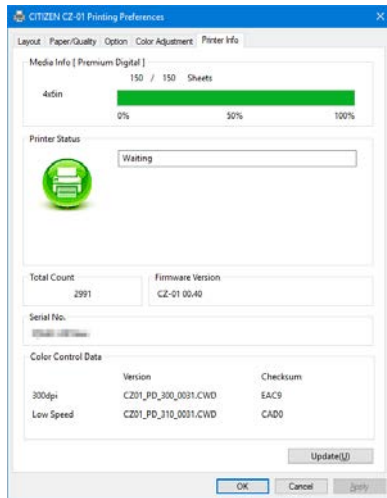 CITIZEN CZ-01 Printing Preferences
Layout Paper/Quality Option Color Adjustment Printer Info
Media Info [ Premium Digital ]
150 / 150 Sheets
4x6in
0% 50% 100%
Printer Status
Waiting
Total Count Firmware Version
2991 CZ-01 00.40
Serial No.
Color Control Data
Version Checksum
300dpi CZ01_PD_300_0031.CWD EAC9
Low Speed CZ01_PD_310_0031.CWD CAD0
Update(U)
OK Cancel Apply